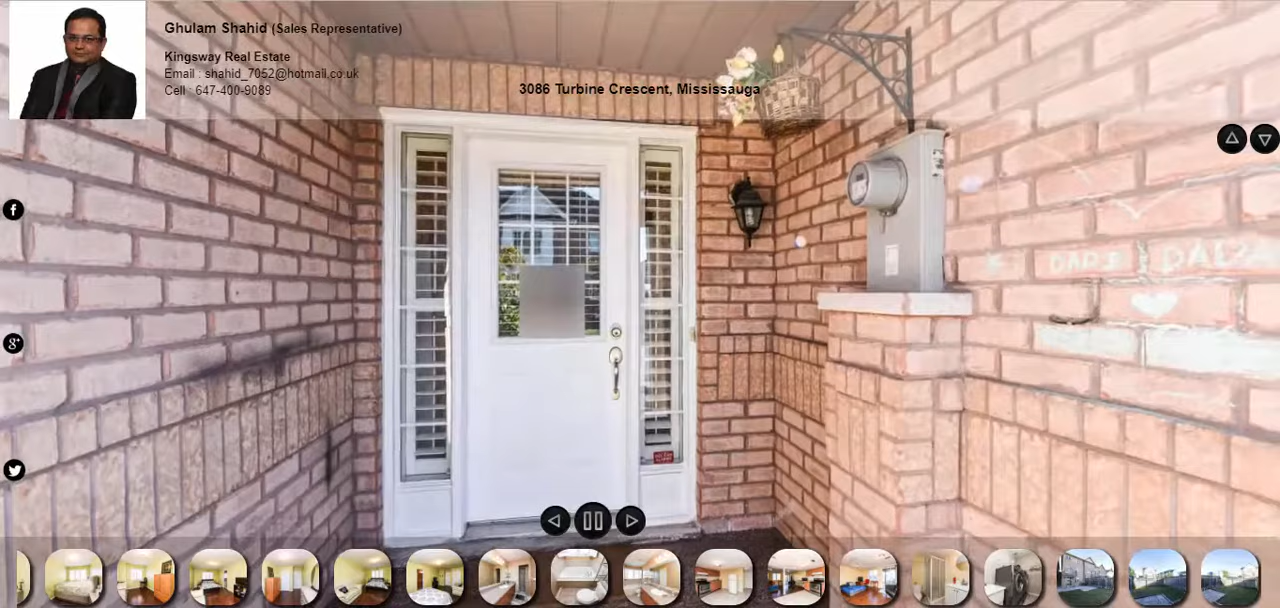 Ghulam Shahid (Sales Representative)
Kingsway Real Estate
Email : shahid_7052@hotmail.co.uk
Cell : 647-400-9089
3086 Turbine Crescent, Mississauga